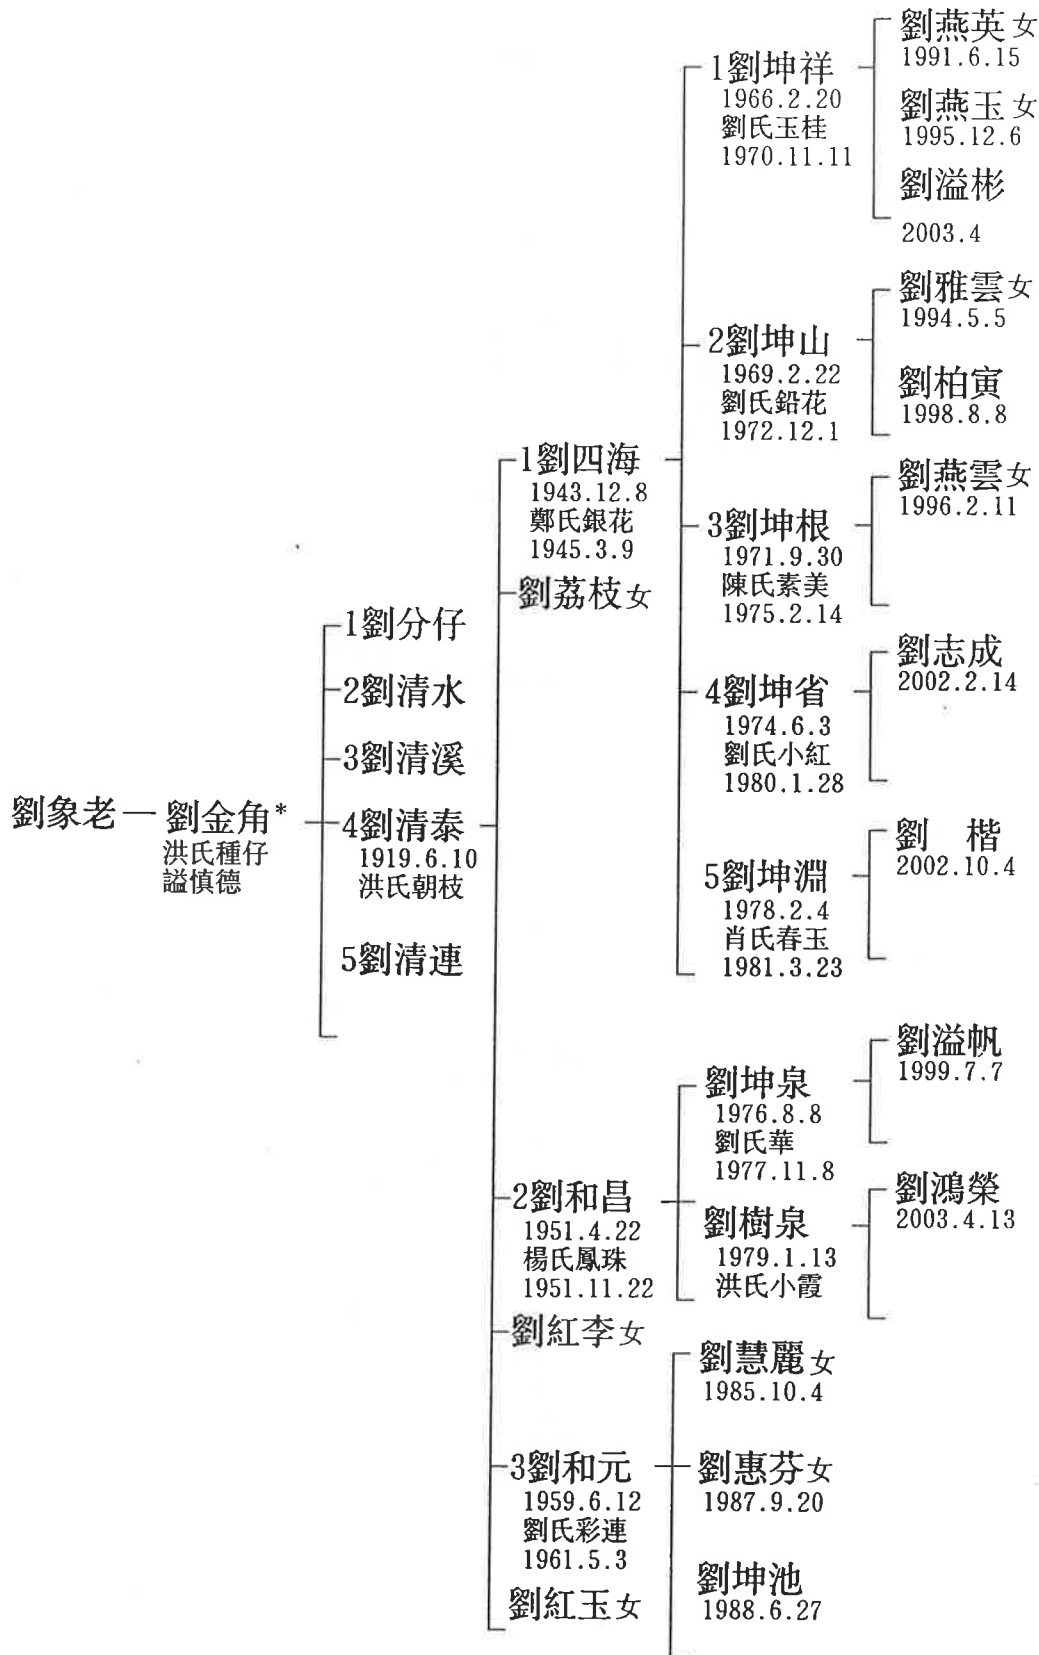 劉象老
劉金角*
洪氏種仔
諡慎德
1劉分仔
2劉清水
3劉清溪
4劉清泰
1919.6.10
洪氏朝枝
5劉清連
1劉四海
1943.12.8
鄭氏銀花
1945.3.9
劉荔枝女
2劉和昌
1951.4.22
楊氏鳳珠
1951.11.22
劉紅李女
3劉和元
1959.6.12
劉氏彩連
1961.5.3
劉紅玉女
1劉坤祥
1966.2.20
劉氏玉桂
1970.11.11
2劉坤山
1969.2.22
劉氏鉛花
1972.12.1
3劉坤根
1971.9.30
陳氏素美
1975.2.14
4劉坤省
1974.6.3
劉氏小紅
1980.1.28
5劉坤淵
1978.2.4
肖氏春玉
1981.3.23
劉坤泉
1976.8.8
劉氏華
1977.11.8
劉樹泉
1979.1.13
洪氏小霞
劉慧麗女
1985.10.4
劉惠芬女
1987.9.20
劉坤池
1988.6.27
劉燕英女
1991.6.15
劉燕玉女
1995.12.6
劉溢彬
2003.4
劉雅雲女
1994.5.5
劉柏寅
1998.8.8
劉燕雲女
1996.2.11
劉志成
2002.2.14
劉　楷
2002.10.4
劉溢帆
1999.7.7
劉鴻榮
2003.4.13